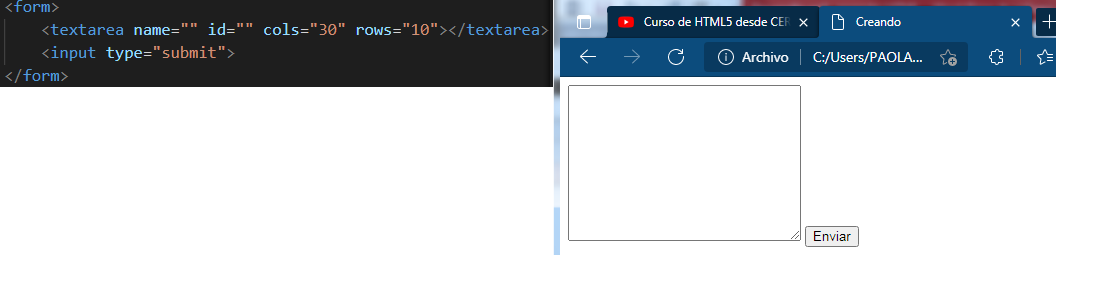 <form>
<textarea name="" id="" cols="30" rows="10"></textarea>
<input type="submit">
</form>
Curso de HTML5 desde CER
Creando
Archivo
C:/Users/PAOLA...
Enviar